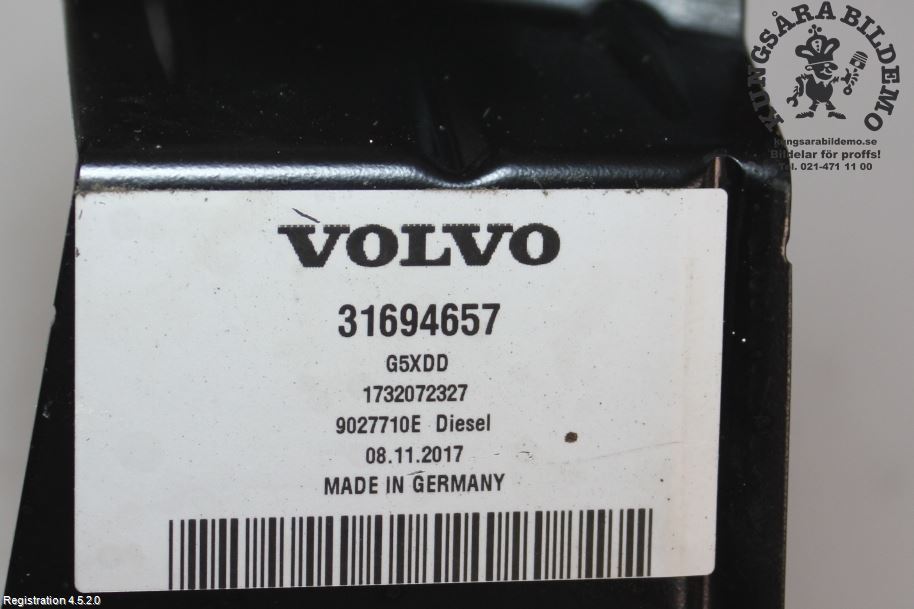 KUNGSÅRA BILDEMO
kungsarabildemo.se
Bildelar för proffs!
Tel. 021-471 11 00
VOLVO
31694657
G5XDD
1732072327
9027710E Diesel
08.11.2017
MADE IN GERMANY
Registration 4.5.2.0